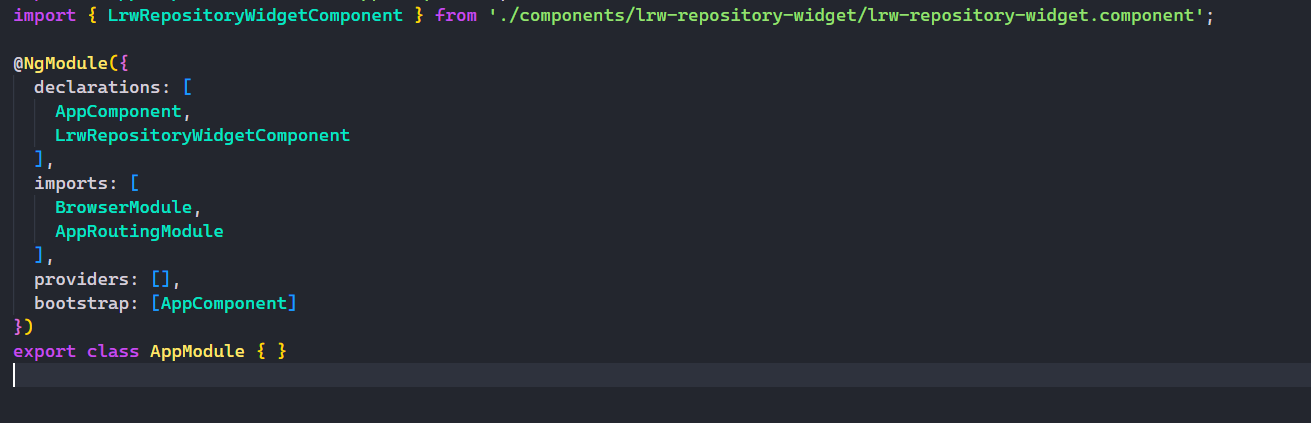 import { LrwRepositoryWidgetComponent } from './components/lrw-repository-widget/lrw-repository-widget.component';
@NgModule({
  declarations: [
    AppComponent,
    LrwRepositoryWidgetComponent
  ],
  imports: [
    BrowserModule,
    AppRoutingModule
  ],
  providers: [],
  bootstrap: [AppComponent]
})
export class AppModule { }